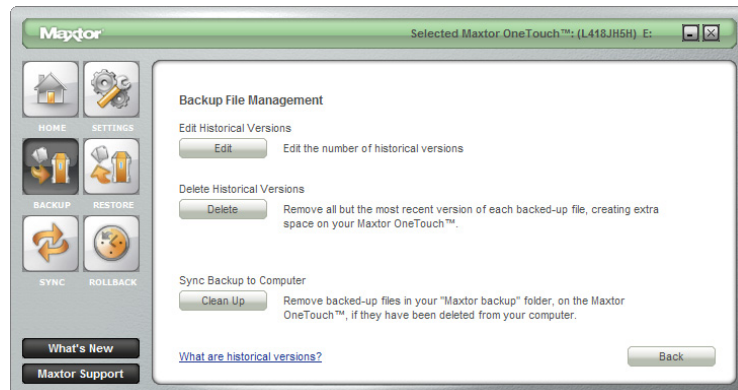 Maxtor
Selected Maxtor OneTouch™: (L418JH5H) E:
HOME
SETTINGS
BACKUP
RESTORE
SYNC
ROLLBACK
What's New
Maxtor Support
Backup File Management
Edit Historical Versions
Edit
Edit the number of historical versions
Delete Historical Versions
Delete
Remove all but the most recent version of each backed-up file, creating extra
space on your Maxtor OneTouch™.
Sync Backup to Computer
Clean Up
Remove backed-up files in your "Maxtor backup" folder, on the Maxtor
OneTouch™, if they have been deleted from your computer.
What are historical versions?
Back